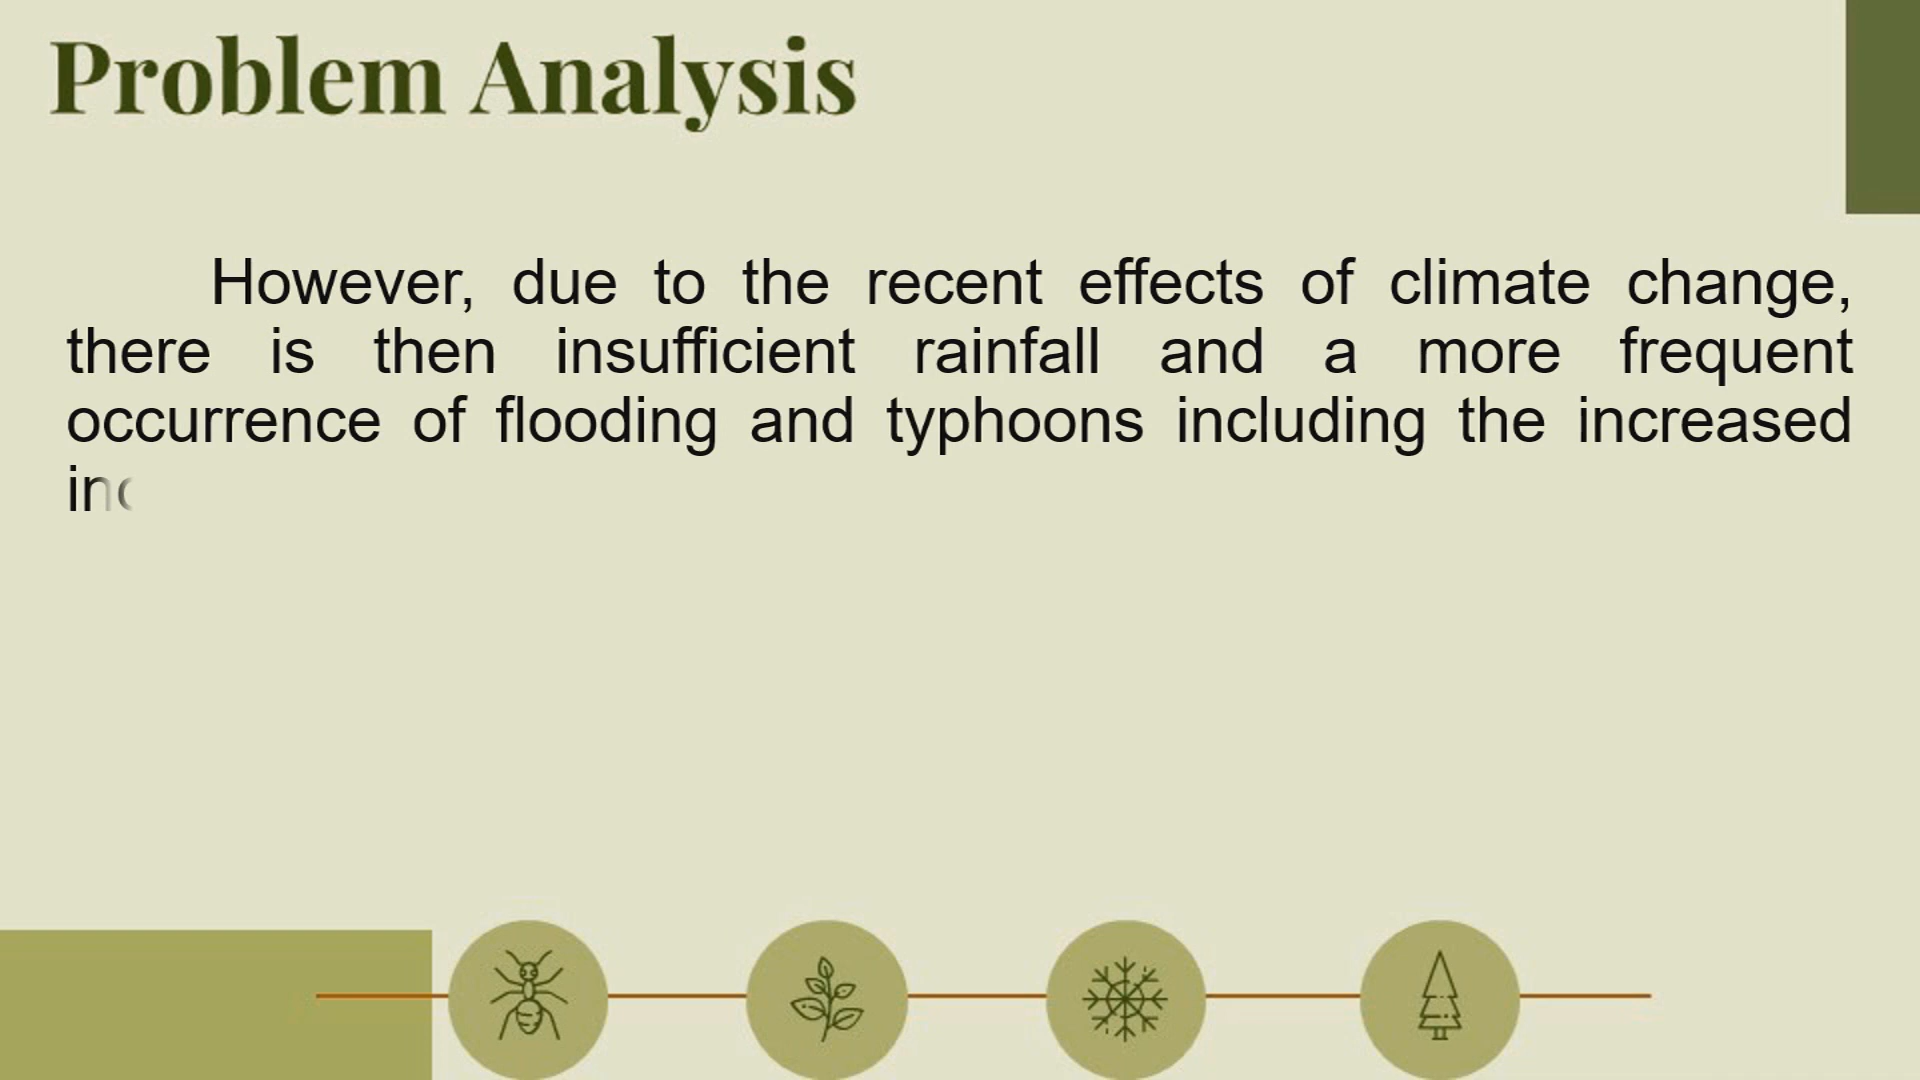 Problem Analysis
However, due to the recent effects of climate change,
there is then insufficient rainfall and a more frequent
occurrence of flooding and typhoons including the increased